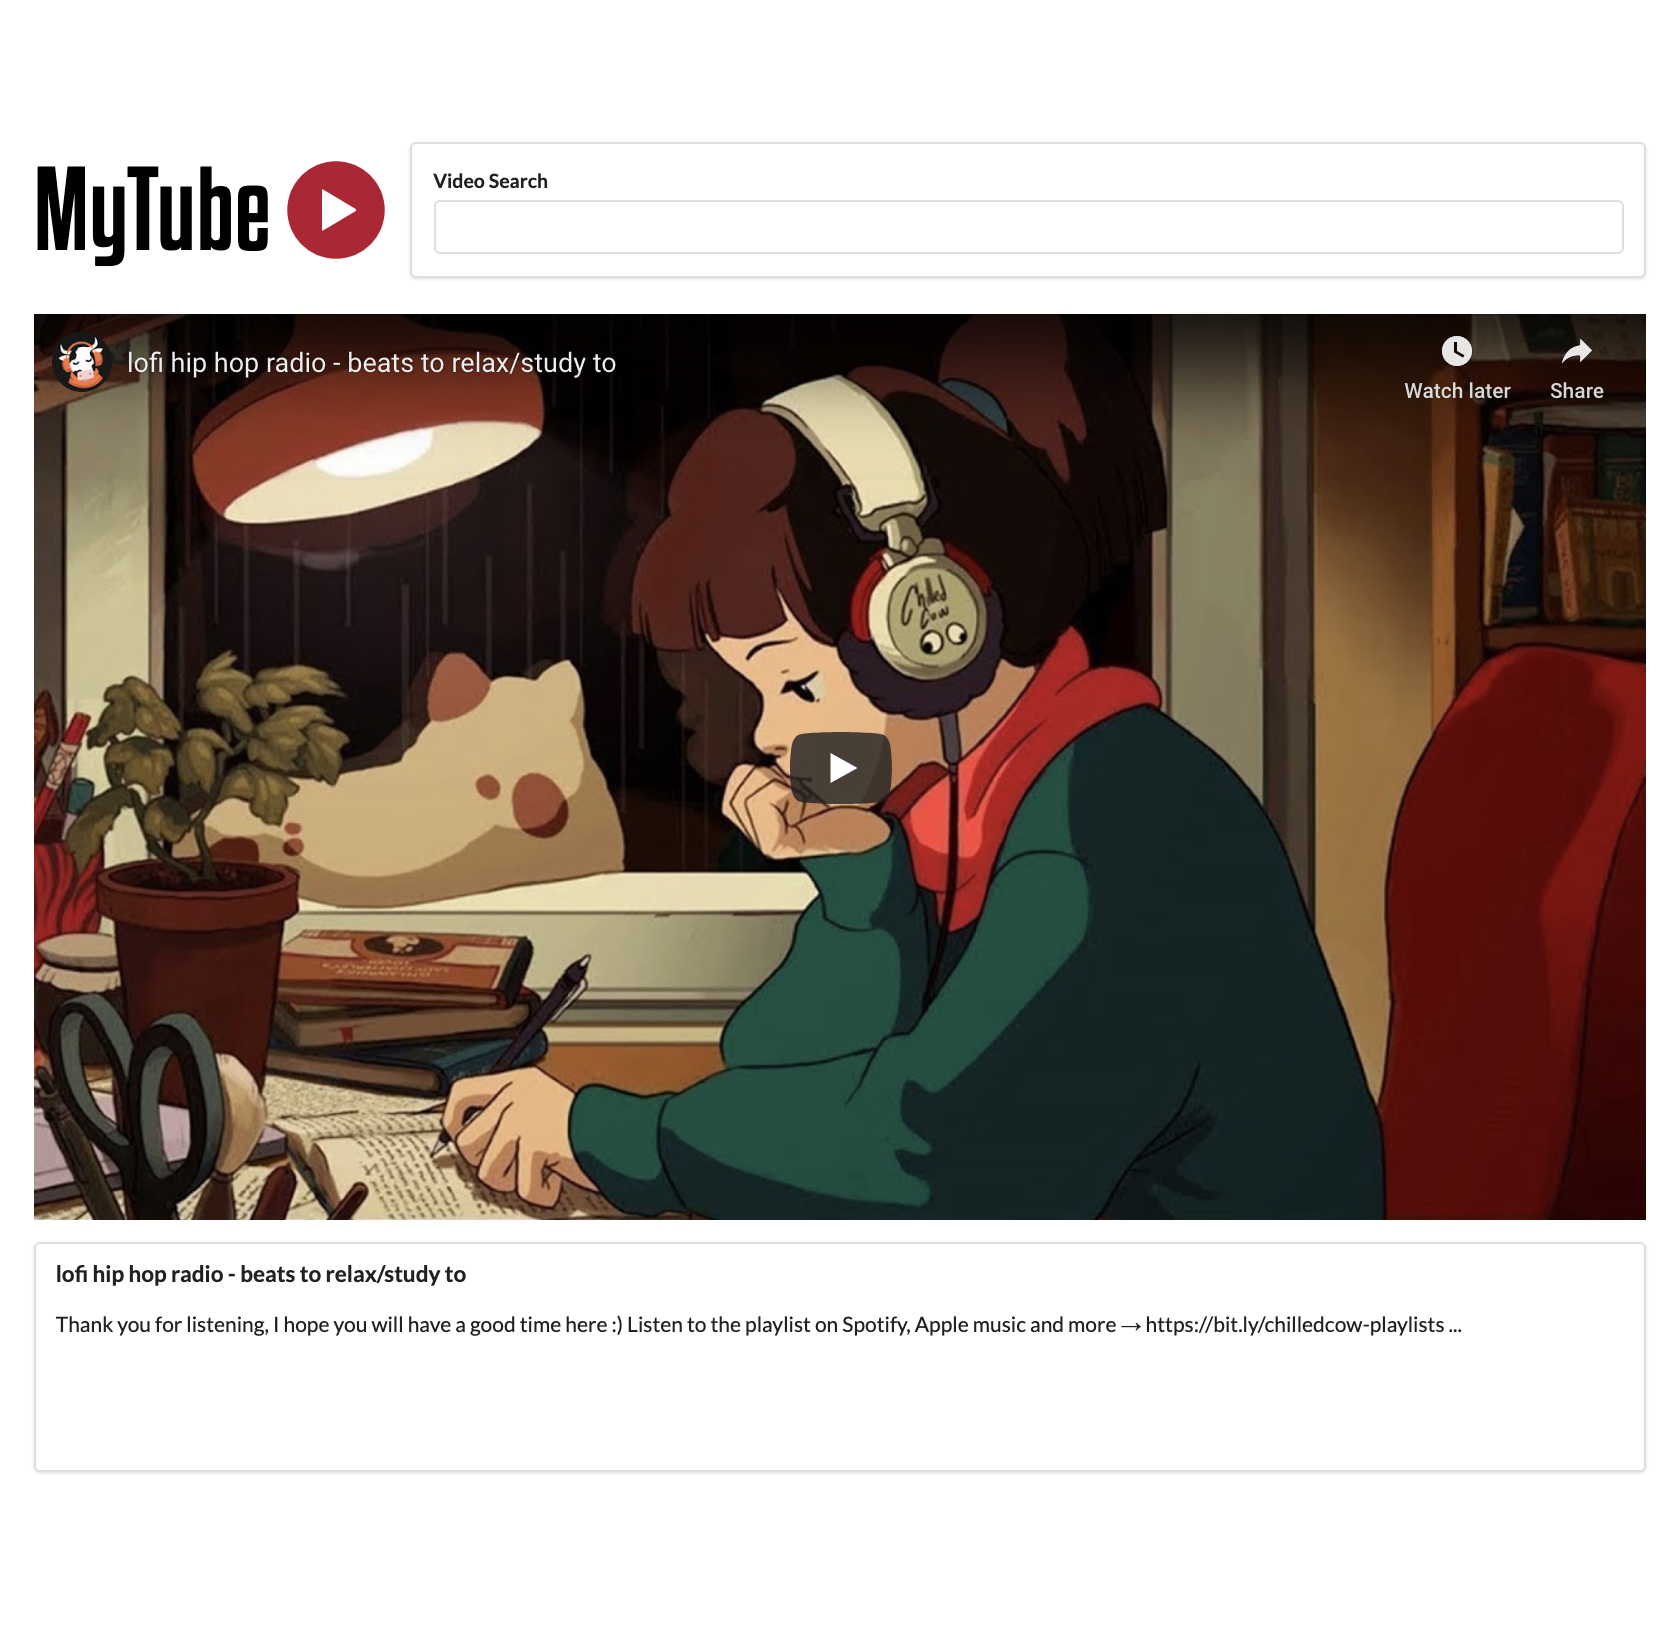 MyTube
Video Search
lofi hip hop radio - beats to relax/study to
Watch later
Share
Chilled
Cow
lofi hip hop radio - beats to relax/study to
Thank you for listening, I hope you will have a good time here :) Listen to the playlist on Spotify, Apple music and more → https://bit.ly/chilledcow-playlists ...